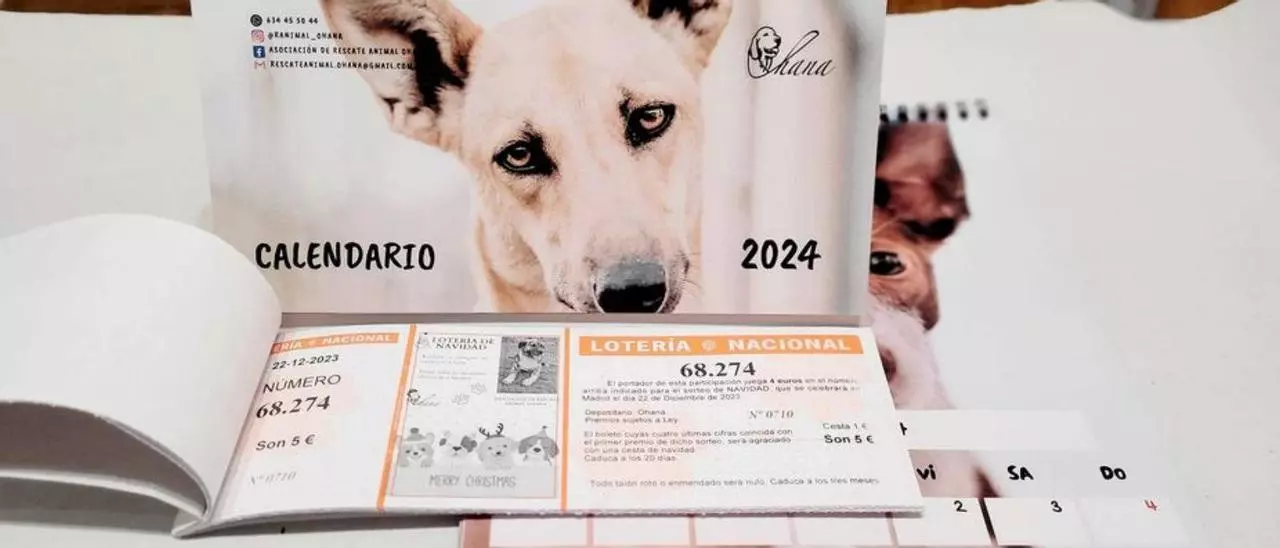 634 45 50 44
@RANIMAL_OHANA
ASOCIACIÓN DE RESCATE ANIMAL OHA
RESCATEANIMAL.OHANA@GMAIL.COM
Ohana
CALENDARIO
2024
LOTERÍA NACIONAL
22-12-2023
NÚMERO
68.274
Son 5 €
Nº 0710
LOTERIA DE
NAVIDAD
Ohana
MERRY CHRISTMAS
LOTERÍA NACIONAL
68.274
El portador de esta participación juega 4 euros en el número
arriba indicado para el sorteo de NAVIDAD, que se celebrará en
Madrid el día 22 de Diciembre de 2023
Depositario: Ohana
Premios sujetos a Ley
Nº 0710
El boleto cuyas cuatro últimas cifras coincida con
el primer premio de dicho sorteo, será agraciado
con una cesta de navidad
Caduca a los 20 días
Cesta 1 €
Son 5 €
Todo talón roto o enmendado será nulo. Caduca a los tres meses
Vi SA DO
2 3 4